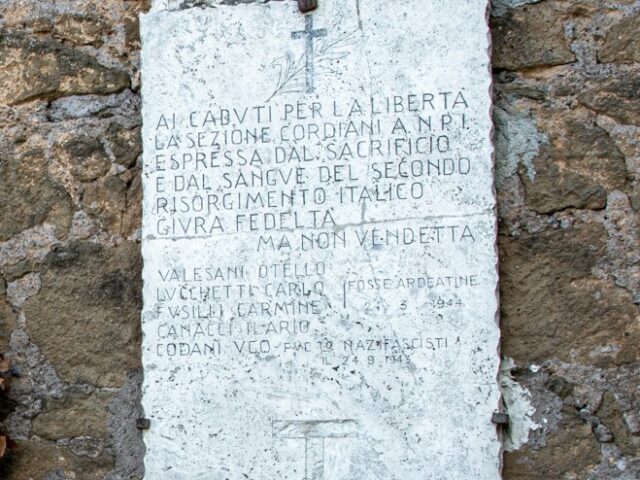 AI CADVTI PER LA LIBERTA
LA SEZIONE CORDIANI A.N.P.I.
ESPRESSA DAL SACRIFICIO
E DAL SANGVE DEL SECONDO
RISORGIMENTO ITALICO
GIVRA FEDELTA
MA NON VENDETTA
VALESANI OTELLO
LVCCHETTI CARLO
FVSILLI CARMINE
CANACCI ILARIO
FOSSE ARDEATINE
24 3 1944
CODANI VGO - FVCTO NAZIFASCISTI
IL 24.9.1943